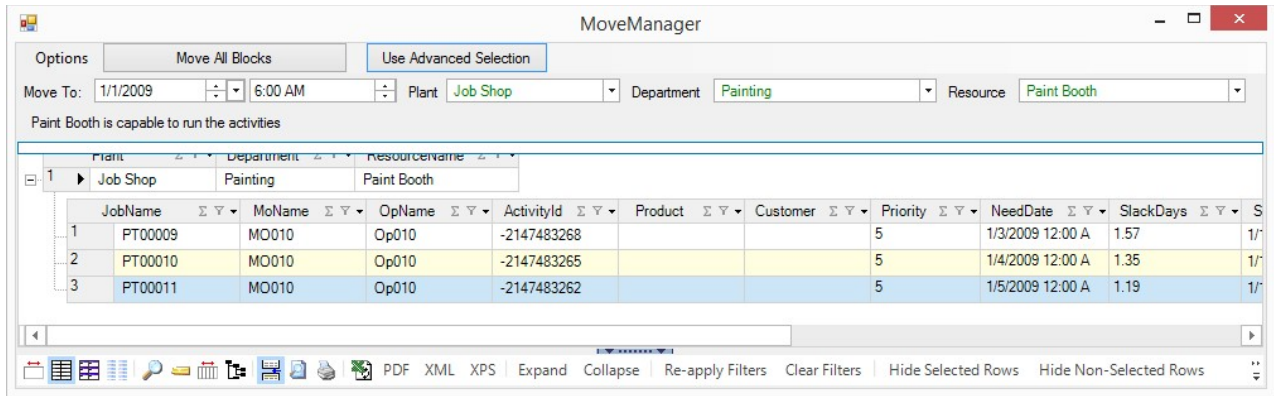 MoveManager
Options Move All Blocks Use Advanced Selection
Move To: 1/1/2009 6:00 AM Plant Job Shop Department Painting Resource Paint Booth
Paint Booth is capable to run the activities
Plant Σ Department Σ ResourceName Σ
1 Job Shop Painting Paint Booth
JobName Σ MoName Σ OpName Σ ActivityId Σ Product Σ Customer Σ Priority Σ NeedDate Σ SlackDays Σ S
1 PT00009 MO010 Op010 -2147483268 5 1/3/2009 12:00 A 1.57 1/
2 PT00010 MO010 Op010 -2147483265 5 1/4/2009 12:00 A 1.35 1/
3 PT00011 MO010 Op010 -2147483262 5 1/5/2009 12:00 A 1.19 1/
PDF XML XPS Expand Collapse Re-apply Filters Clear Filters Hide Selected Rows Hide Non-Selected Rows